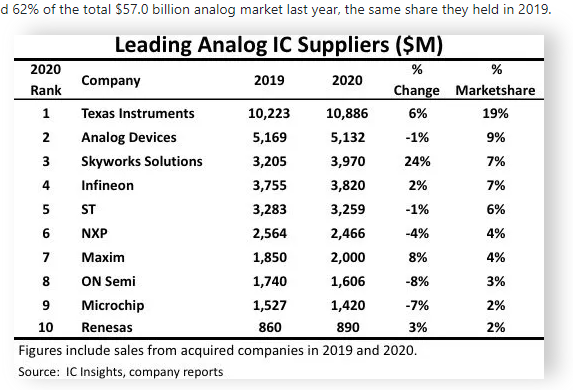 d 62% of the total $57.0 billion analog market last year, the same share they held in 2019.
Leading Analog IC Suppliers ($M)
2020 Rank Company 2019 2020 % Change % Marketshare
1 Texas Instruments 10,223 10,886 6% 19%
2 Analog Devices 5,169 5,132 -1% 9%
3 Skyworks Solutions 3,205 3,970 24% 7%
4 Infineon 3,755 3,820 2% 7%
5 ST 3,283 3,259 -1% 6%
6 NXP 2,564 2,466 -4% 4%
7 Maxim 1,850 2,000 8% 4%
8 ON Semi 1,740 1,606 -8% 3%
9 Microchip 1,527 1,420 -7% 2%
10 Renesas 860 890 3% 2%
Figures include sales from acquired companies in 2019 and 2020.
Source: IC Insights, company reports